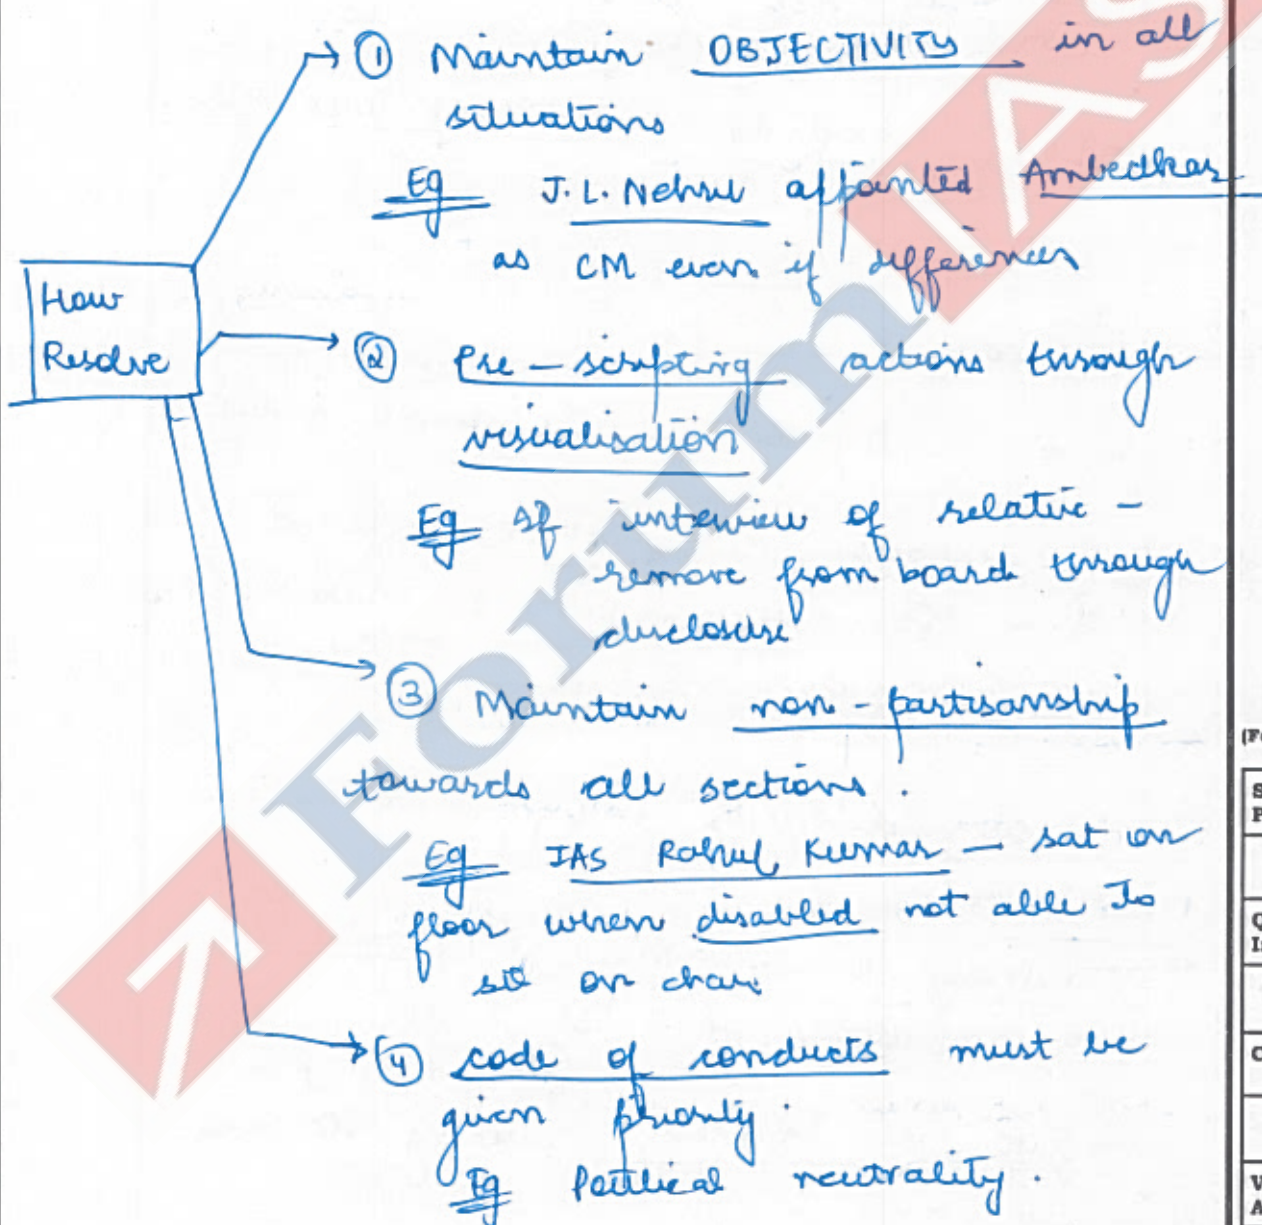 ① Maintain OBJECTIVITY in all
situations
Eg J.L. Nehru appointed Ambedkar
as CM even if differences
How
Resolve
② Pre-scripting actions through
visualisation
Eg If interview of relative -
remove from board through
disclosure
③ Maintain non-partisanship
towards all sections.
Eg IAS Rahul Kumar - sat on
floor when disabled not able to
sit on chair
④ code of conducts must be
given priority.
Eg Political neutrality.
Forum IAS